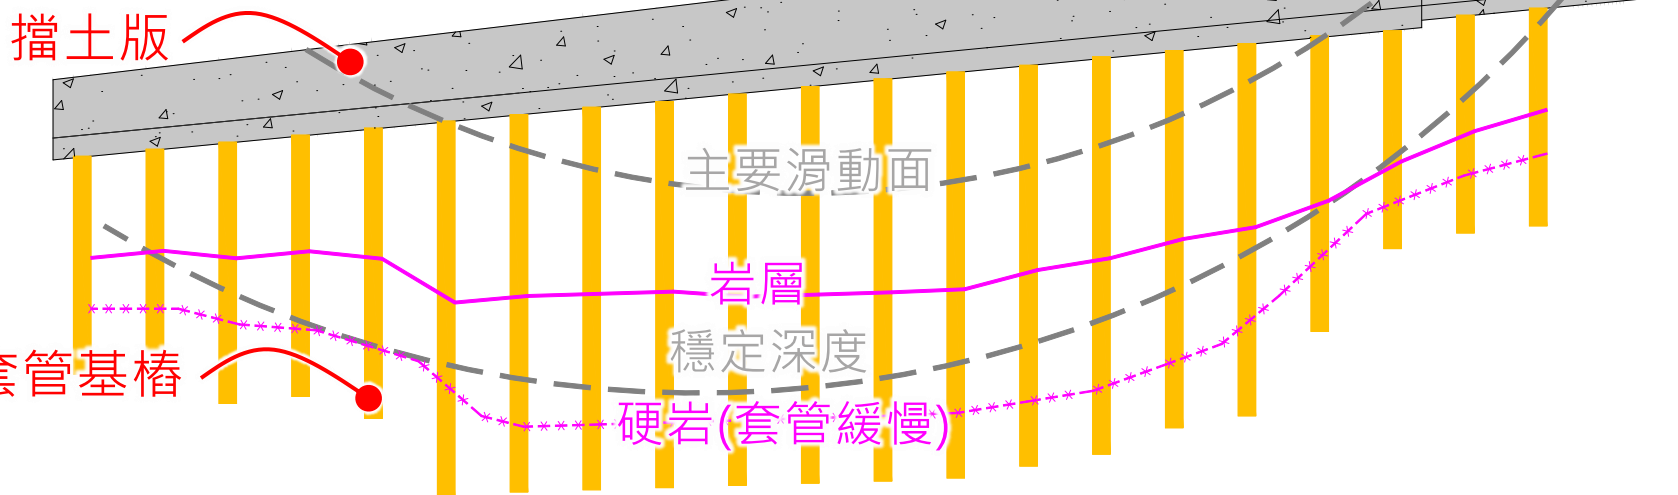 擋土版
主要滑動面
岩層
穩定深度
套管基樁
硬岩(套管緩慢)